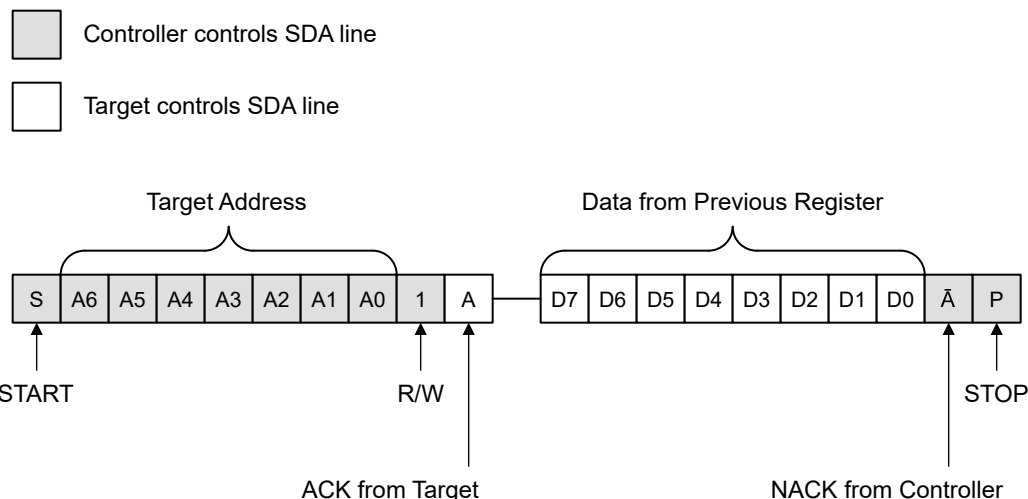 Controller controls SDA line
Target controls SDA line
Target Address Data from Previous Register
S A6 A5 A4 A3 A2 A1 A0 1 A D7 D6 D5 D4 D3 D2 D1 D0 Ā P
START R/W STOP
ACK from Target NACK from Controller